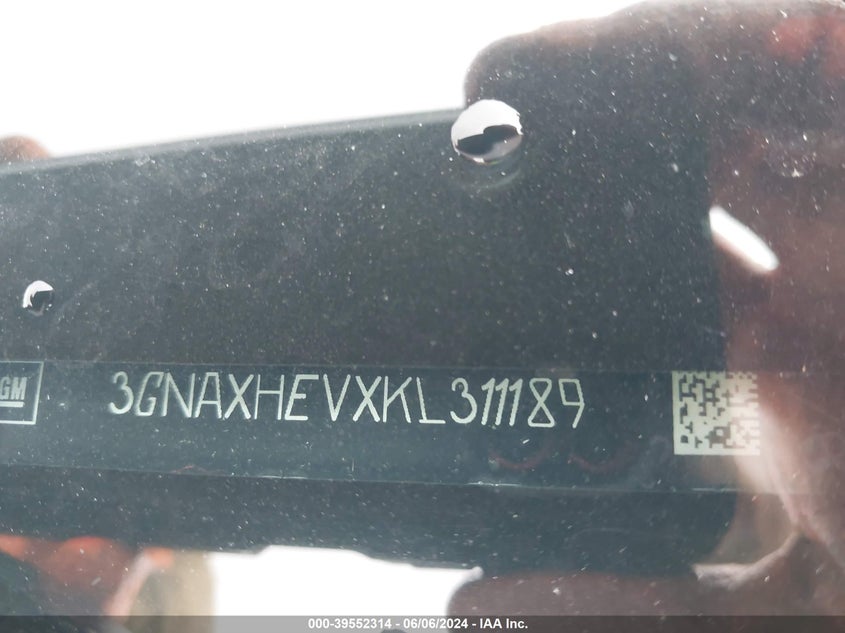 GM
3GNAXHEVXKL311189
000-39552314 - 06/06/2024 - IAA Inc.